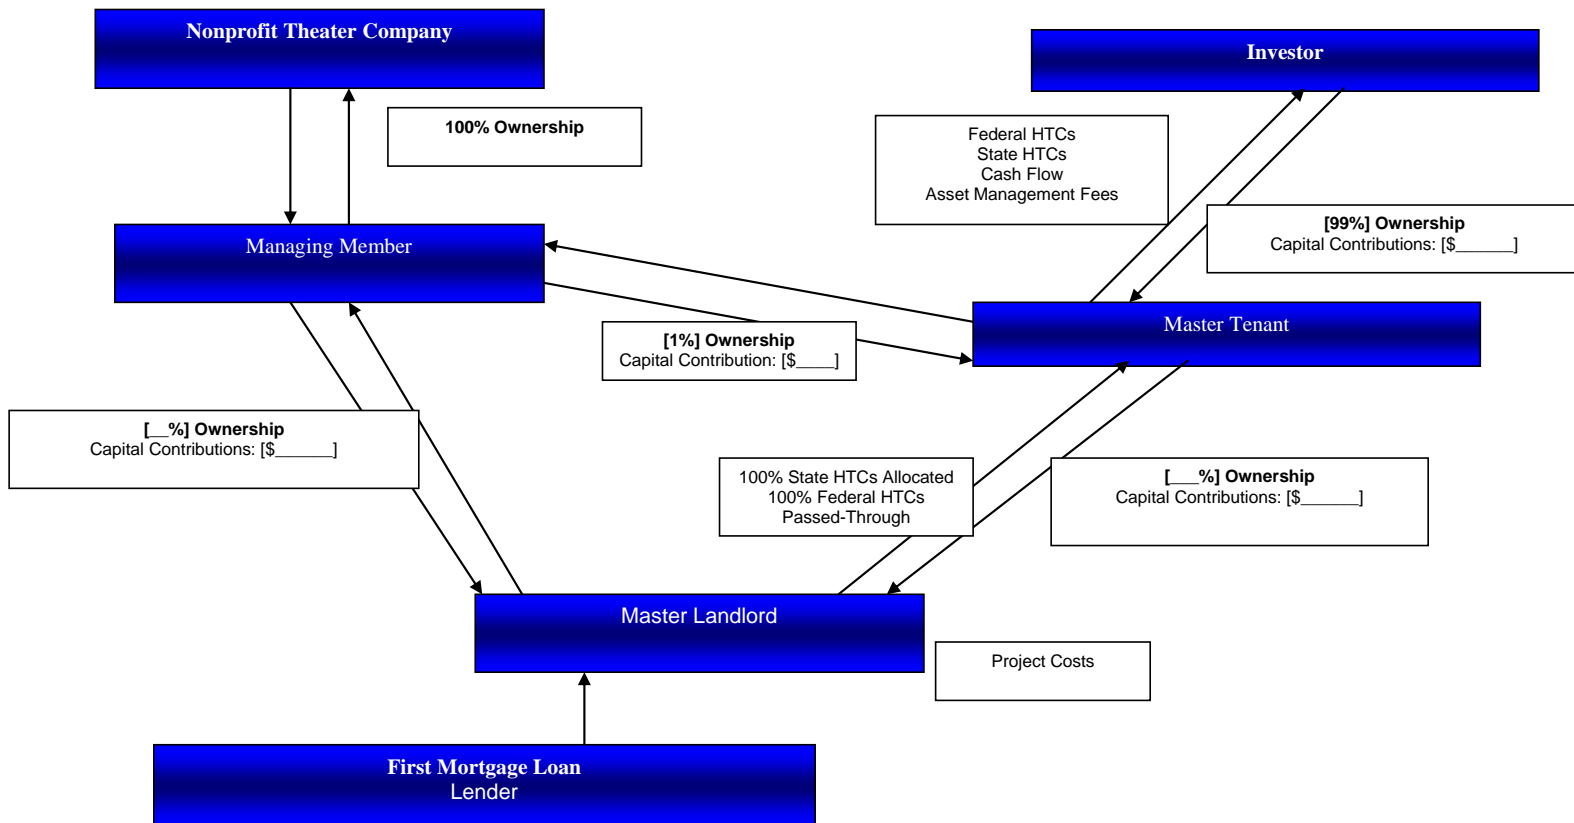 Nonprofit Theater Company
Investor
100% Ownership
Federal HTCs
State HTCs
Cash Flow
Asset Management Fees
[99%] Ownership
Capital Contributions: [$______]
Managing Member
Master Tenant
[1%] Ownership
Capital Contribution: [$____]
[__%] Ownership
Capital Contributions: [$______]
100% State HTCs Allocated
100% Federal HTCs
Passed-Through
[___%] Ownership
Capital Contributions: [$______]
Master Landlord
Project Costs
First Mortgage Loan
Lender